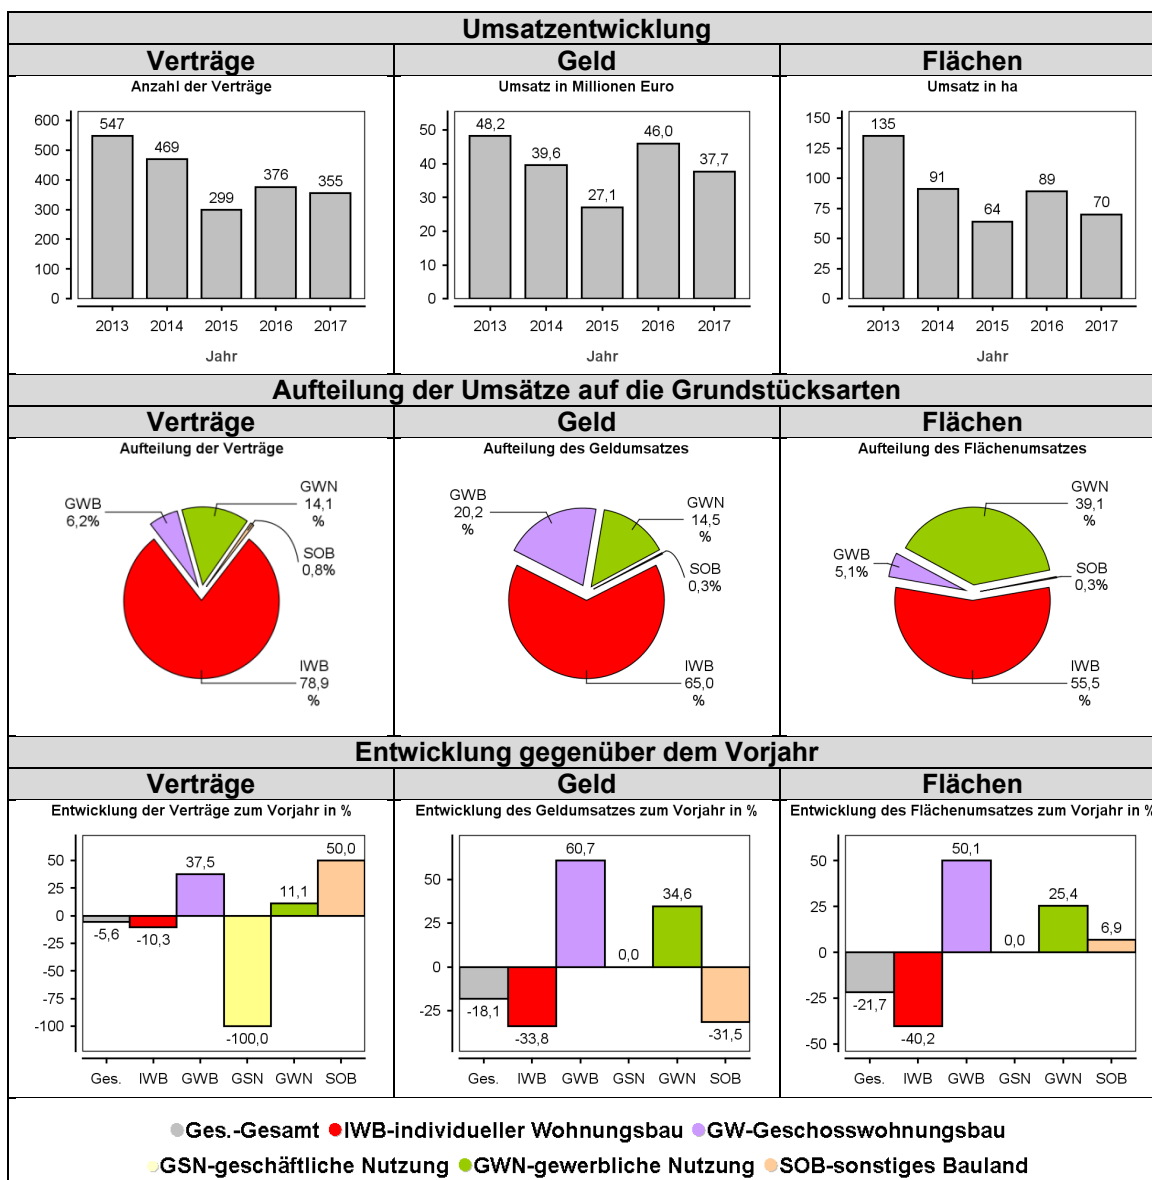 Umsatzentwicklung
Verträge
Geld
Flächen
Anzahl der Verträge
600
500
400
300
200
100
0
547
469
299
376
355
2013 2014 2015 2016 2017
Jahr
Umsatz in Millionen Euro
50
40
30
20
10
0
48,2
39,6
27,1
46,0
37,7
2013 2014 2015 2016 2017
Jahr
Umsatz in ha
150
125
100
75
50
25
0
135
91
64
89
70
2013 2014 2015 2016 2017
Jahr
Aufteilung der Umsätze auf die Grundstücksarten
Verträge
Geld
Flächen
Aufteilung der Verträge
GWB
6,2%
GWN
14,1
%
SOB
0,8%
IWB
78,9
%
Aufteilung des Geldumsatzes
GWB
20,2
%
GWN
14,5
%
SOB
0,3%
IWB
65,0
%
Aufteilung des Flächenumsatzes
GWN
39,1
%
GWB
5,1%
SOB
0,3%
IWB
55,5
%
Entwicklung gegenüber dem Vorjahr
Verträge
Geld
Flächen
Entwicklung der Verträge zum Vorjahr in %
50
25
0
-25
-50
-75
-100
-5,6
-10,3
37,5
-100,0
11,1
50,0
Ges. IWB GWB GSN GWN SOB
Entwicklung des Geldumsatzes zum Vorjahr in %
50
25
0
-25
-18,1
-33,8
60,7
0,0
34,6
-31,5
Ges. IWB GWB GSN GWN SOB
Entwicklung des Flächenumsatzes zum Vorjahr in %
50
25
0
-25
-50
-21,7
-40,2
50,1
0,0
25,4
6,9
Ges. IWB GWB GSN GWN SOB
Ges.-Gesamt IWB-individueller Wohnungsbau GW-Geschosswohnungsbau
GSN-geschäftliche Nutzung GWN-gewerbliche Nutzung SOB-sonstiges Bauland